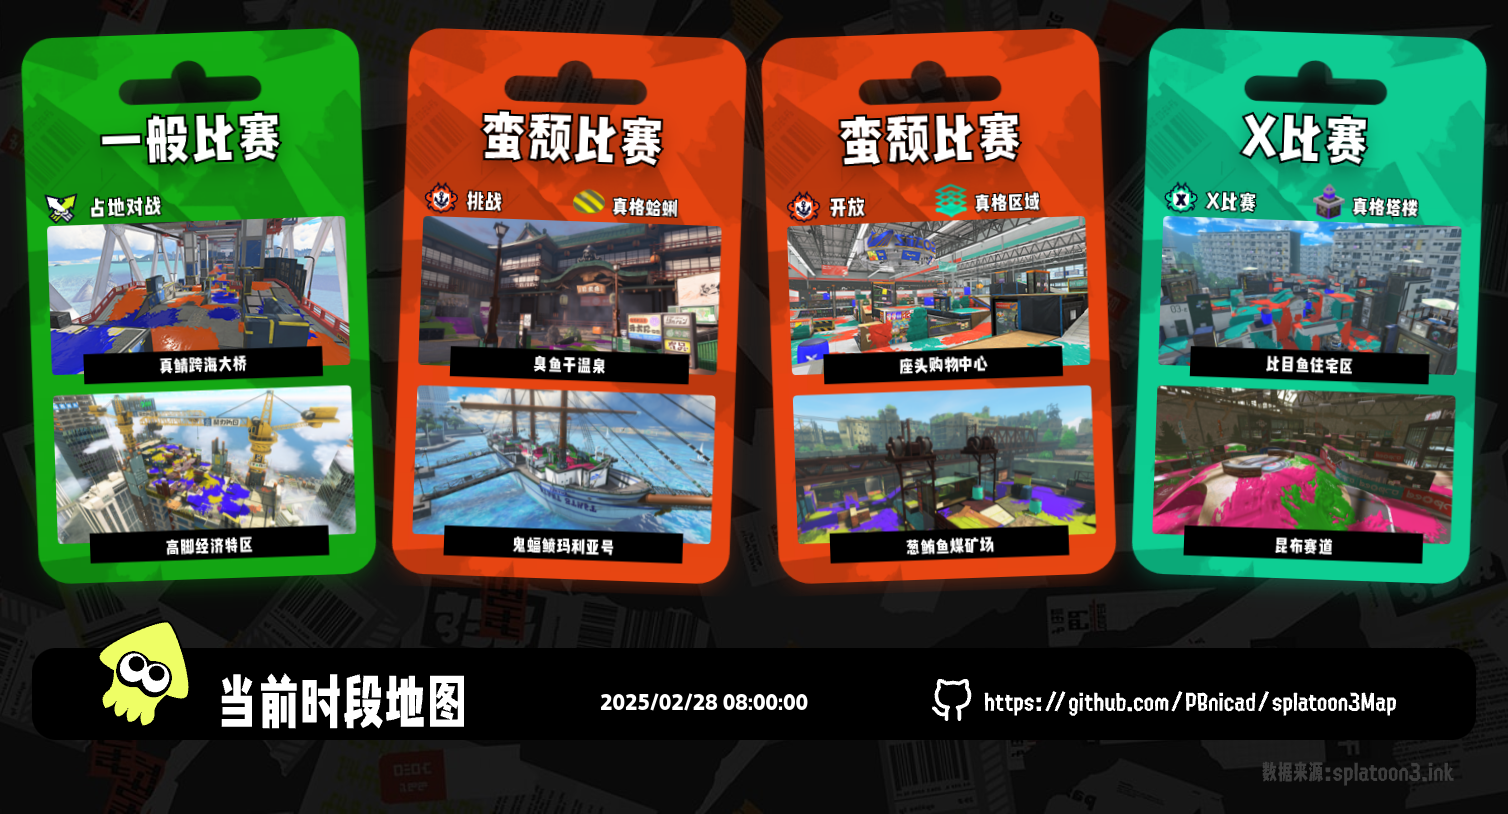 一般比赛
占地对战
真鲭跨海大桥
高脚经济特区
蛮颓比赛
挑战
真格蛤蜊
臭鱼干温泉
鬼蝠鲼玛利亚号
蛮颓比赛
开放
真格区域
座头购物中心
葱鲔鱼煤矿场
X比赛
X比赛
真格塔楼
比目鱼住宅区
昆布赛道
当前时段地图
2025/02/28 08:00:00
https://github.com/PBnicad/splatoon3Map
数据来源:splatoon3.ink